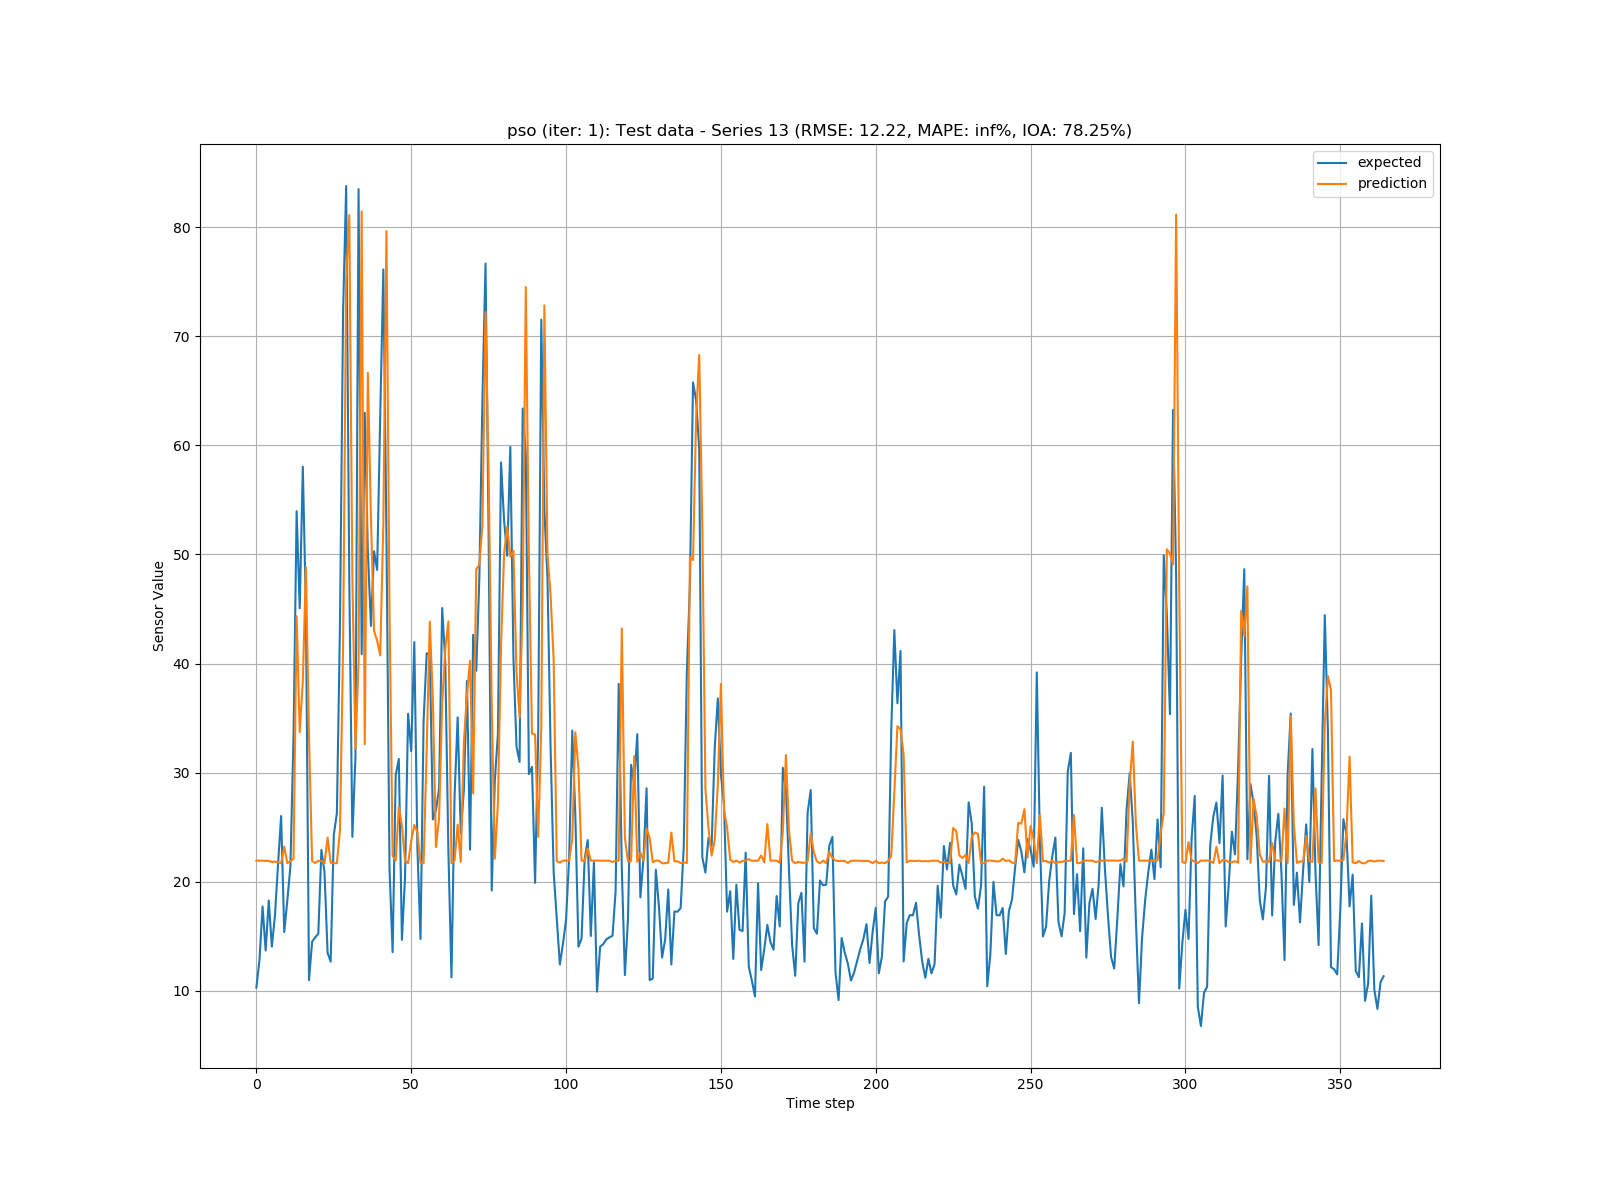 pso (iter: 1): Test data - Series 13 (RMSE: 12.22, MAPE: inf%, IOA: 78.25%)
expected
prediction
80
70
60
50
40
30
20
10
Sensor Value
0 50 100 150 200 250 300 350
Time step